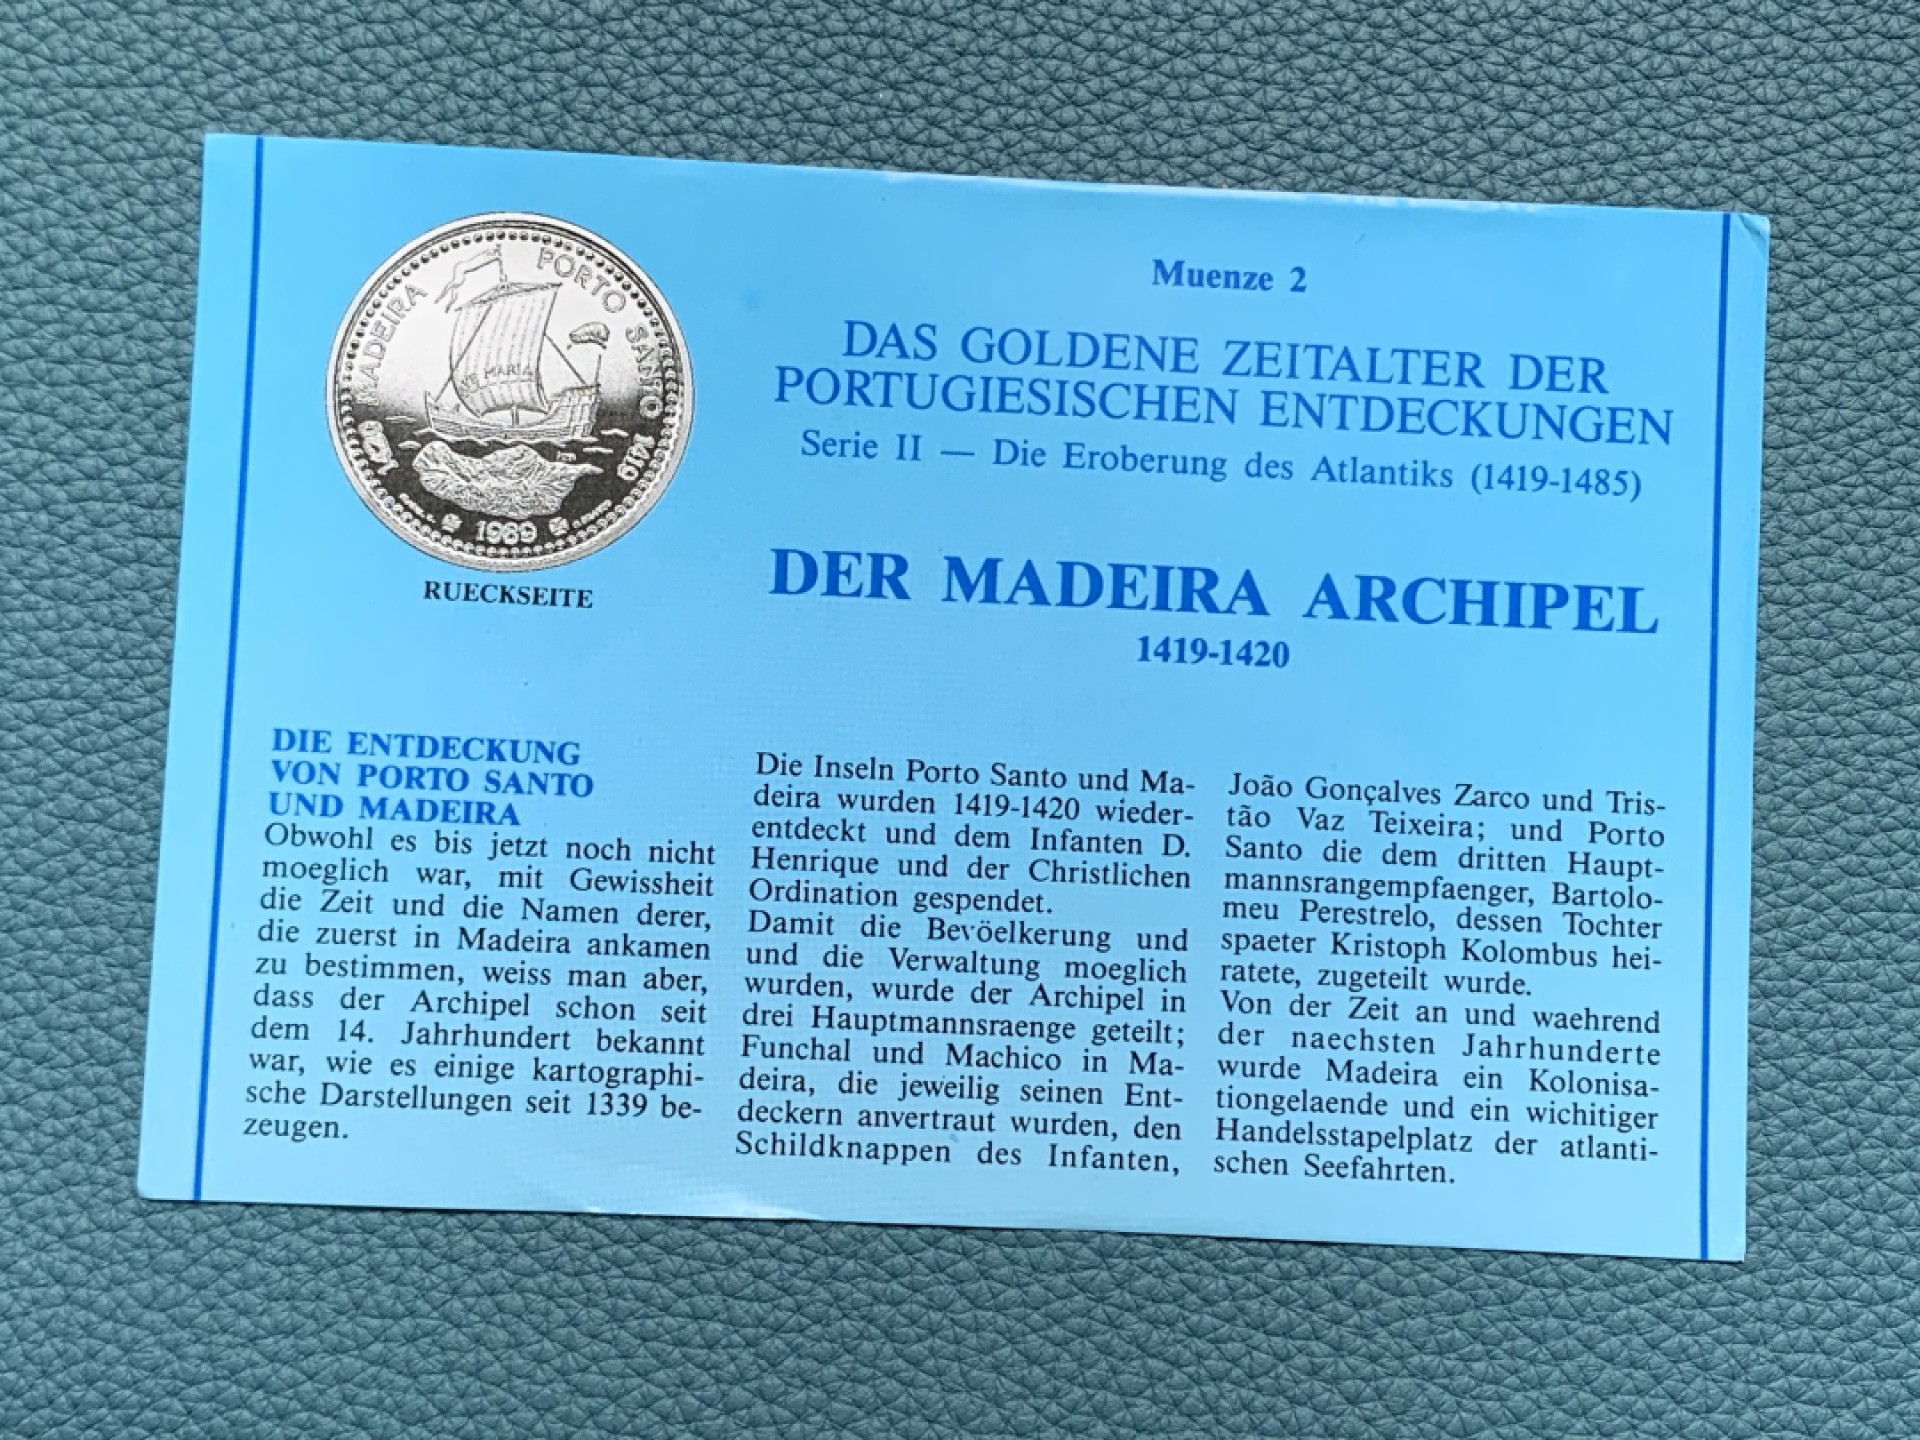 MADEIRA PORTO SANTO
1420 1419
AVE MARIA
1989
RUECKSEITE
Muenze 2
DAS GOLDENE ZEITALTER DER
PORTUGIESISCHEN ENTDECKUNGEN
Serie II — Die Eroberung des Atlantiks (1419-1485)
DER MADEIRA ARCHIPEL
1419-1420
DIE ENTDECKUNG
VON PORTO SANTO
UND MADEIRA
Obwohl es bis jetzt noch nicht
moeglich war, mit Gewissheit
die Zeit und die Namen derer,
die zuerst in Madeira ankamen
zu bestimmen, weiss man aber,
dass der Archipel schon seit
dem 14. Jahrhundert bekannt
war, wie es einige kartographi-
sche Darstellungen seit 1339 be-
zeugen.
Die Inseln Porto Santo und Ma-
deira wurden 1419-1420 wieder-
entdeckt und dem Infanten D.
Henrique und der Christlichen
Ordination gespendet.
Damit die Bevöelkerung und
und die Verwaltung moeglich
wurden, wurde der Archipel in
drei Hauptmannsraenge geteilt;
Funchal und Machico in Ma-
deira, die jeweilig seinen Ent-
deckern anvertraut wurden, den
Schildknappen des Infanten,
João Gonçalves Zarco und Tris-
tão Vaz Teixeira; und Porto
Santo die dem dritten Haupt-
mannsrangempfaenger, Bartolo-
meu Perestrelo, dessen Tochter
spaeter Kristoph Kolombus hei-
ratete, zugeteilt wurde.
Von der Zeit an und waehrend
der naechsten Jahrhunderte
wurde Madeira ein Kolonisa-
tiongelaende und ein wichitiger
Handelsstapelplatz der atlanti-
schen Seefahrten.